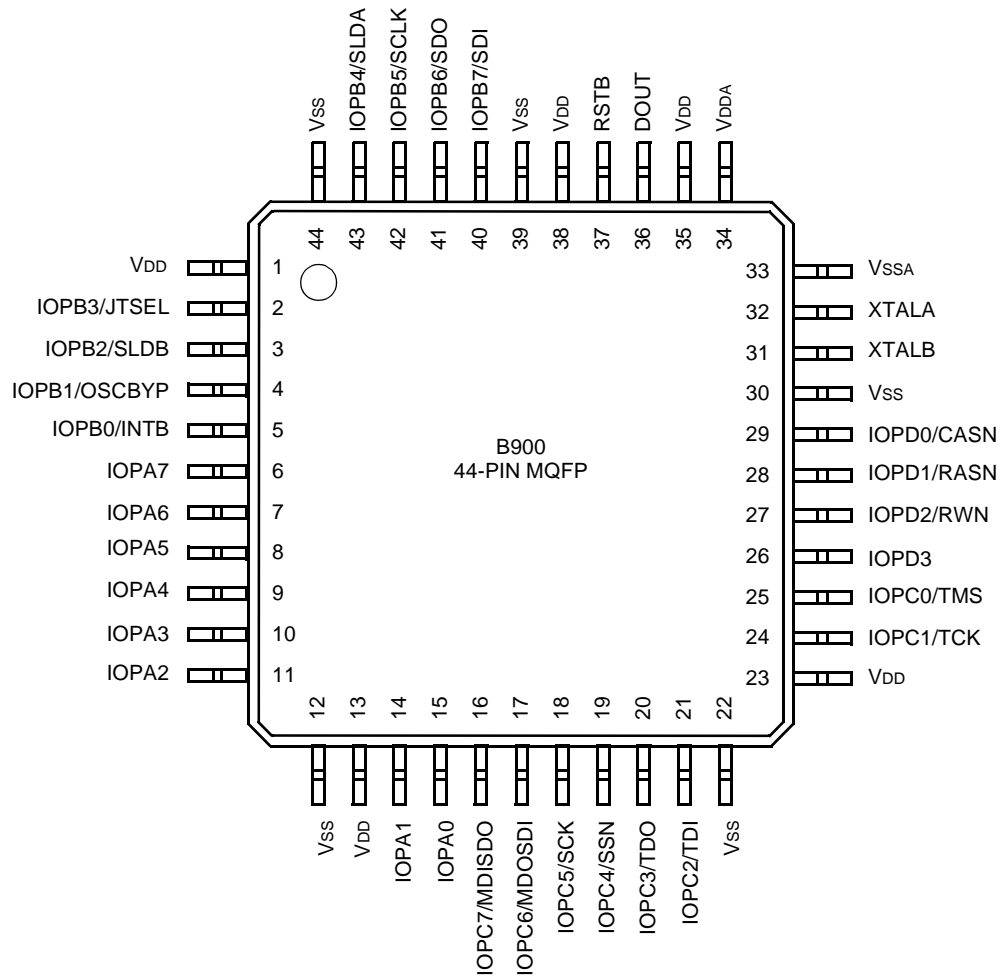 Vss
IOPB4/SLDA
IOPB5/SCLK
IOPB6/SDO
IOPB7/SDI
Vss
VDD
RSTB
DOUT
VDD
VDDA
44
43
42
41
40
39
38
37
36
35
34
VDD
1
IOPB3/JTSEL
2
IOPB2/SLDB
3
IOPB1/OSCBYP
4
IOPB0/INTB
5
IOPA7
6
IOPA6
7
IOPA5
8
IOPA4
9
IOPA3
10
IOPA2
11
B900
44-PIN MQFP
33
VSSA
32
XTALA
31
XTALB
30
Vss
29
IOPD0/CASN
28
IOPD1/RASN
27
IOPD2/RWN
26
IOPD3
25
IOPC0/TMS
24
IOPC1/TCK
23
VDD
12
13
14
15
16
17
18
19
20
21
22
Vss
VDD
IOPA1
IOPA0
IOPC7/MDISDO
IOPC6/MDOSDI
IOPC5/SCK
IOPC4/SSN
IOPC3/TDO
IOPC2/TDI
Vss